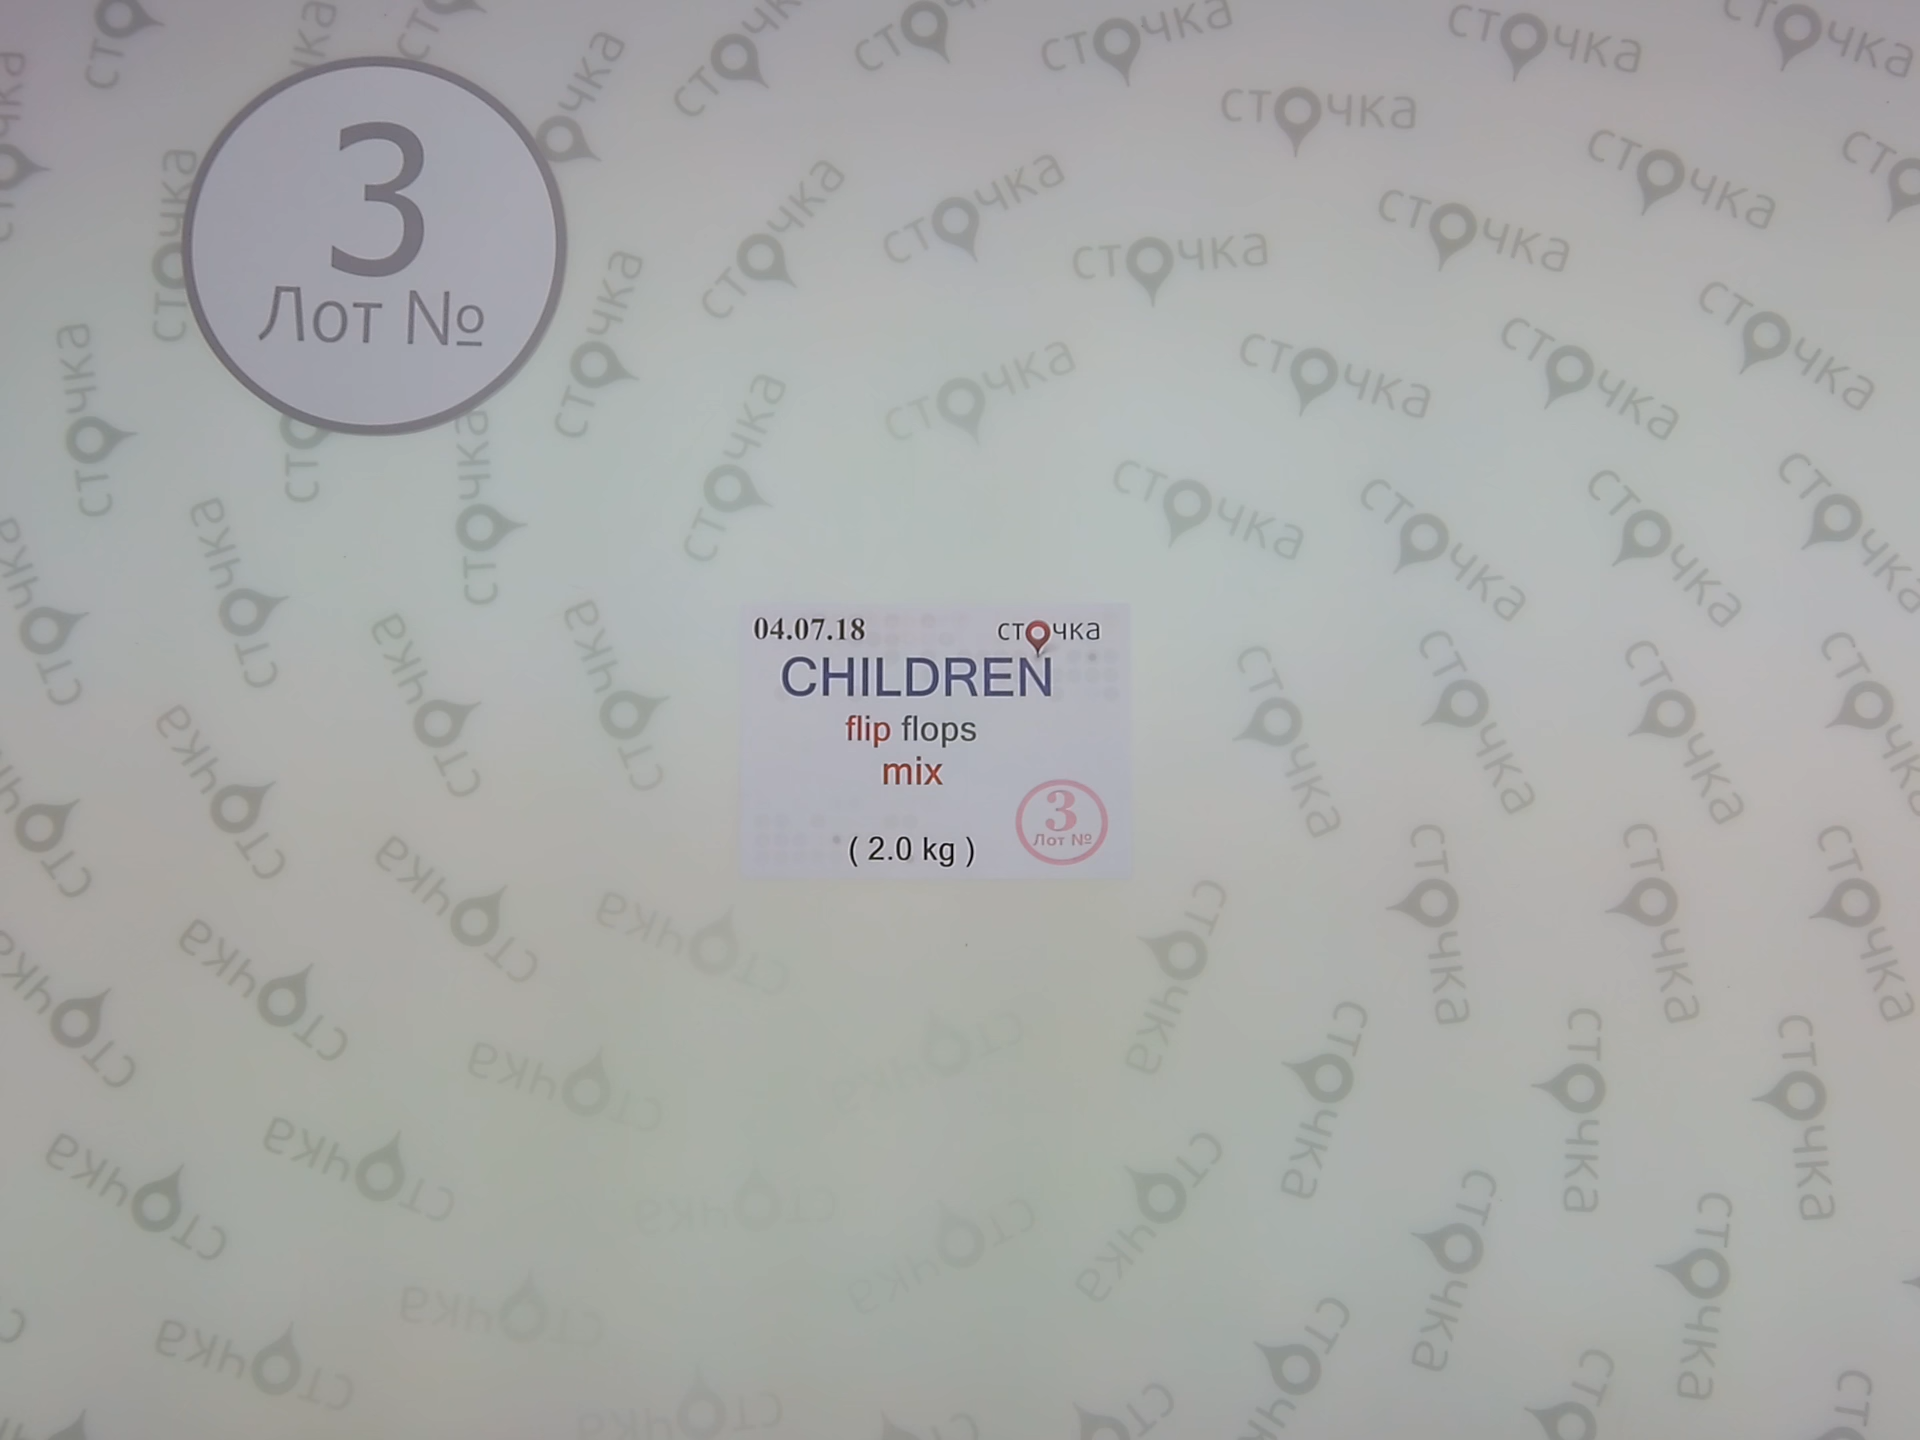 3
Лот №
04.07.18
сточка
CHILDREN
flip flops
mix
3
Лот №
( 2.0 kg )